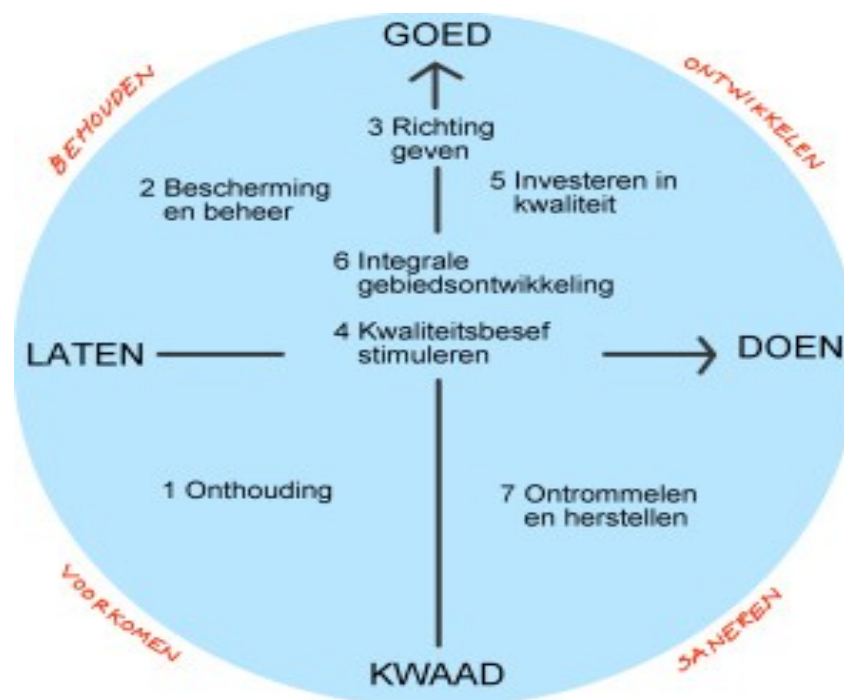 GOED
BEHOUDEN
ONTWIKKELEN
3 Richting
geven
2 Bescherming
en beheer
5 Investeren in
kwaliteit
6 Integrale
gebiedsontwikkeling
4 Kwaliteitsbesef
stimuleren
LATEN
DOEN
1 Onthouding
7 Ontrommelen
en herstellen
VOORKOMEN
SANEREN
KWAAD